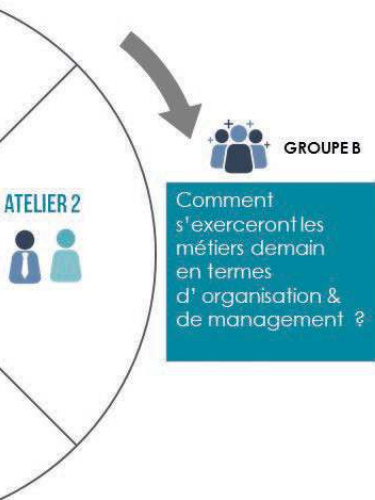 GROUPE B
ATELIER 2
Comment
s'exerceront les
métiers demain
en termes
d' organisation &
de management ?